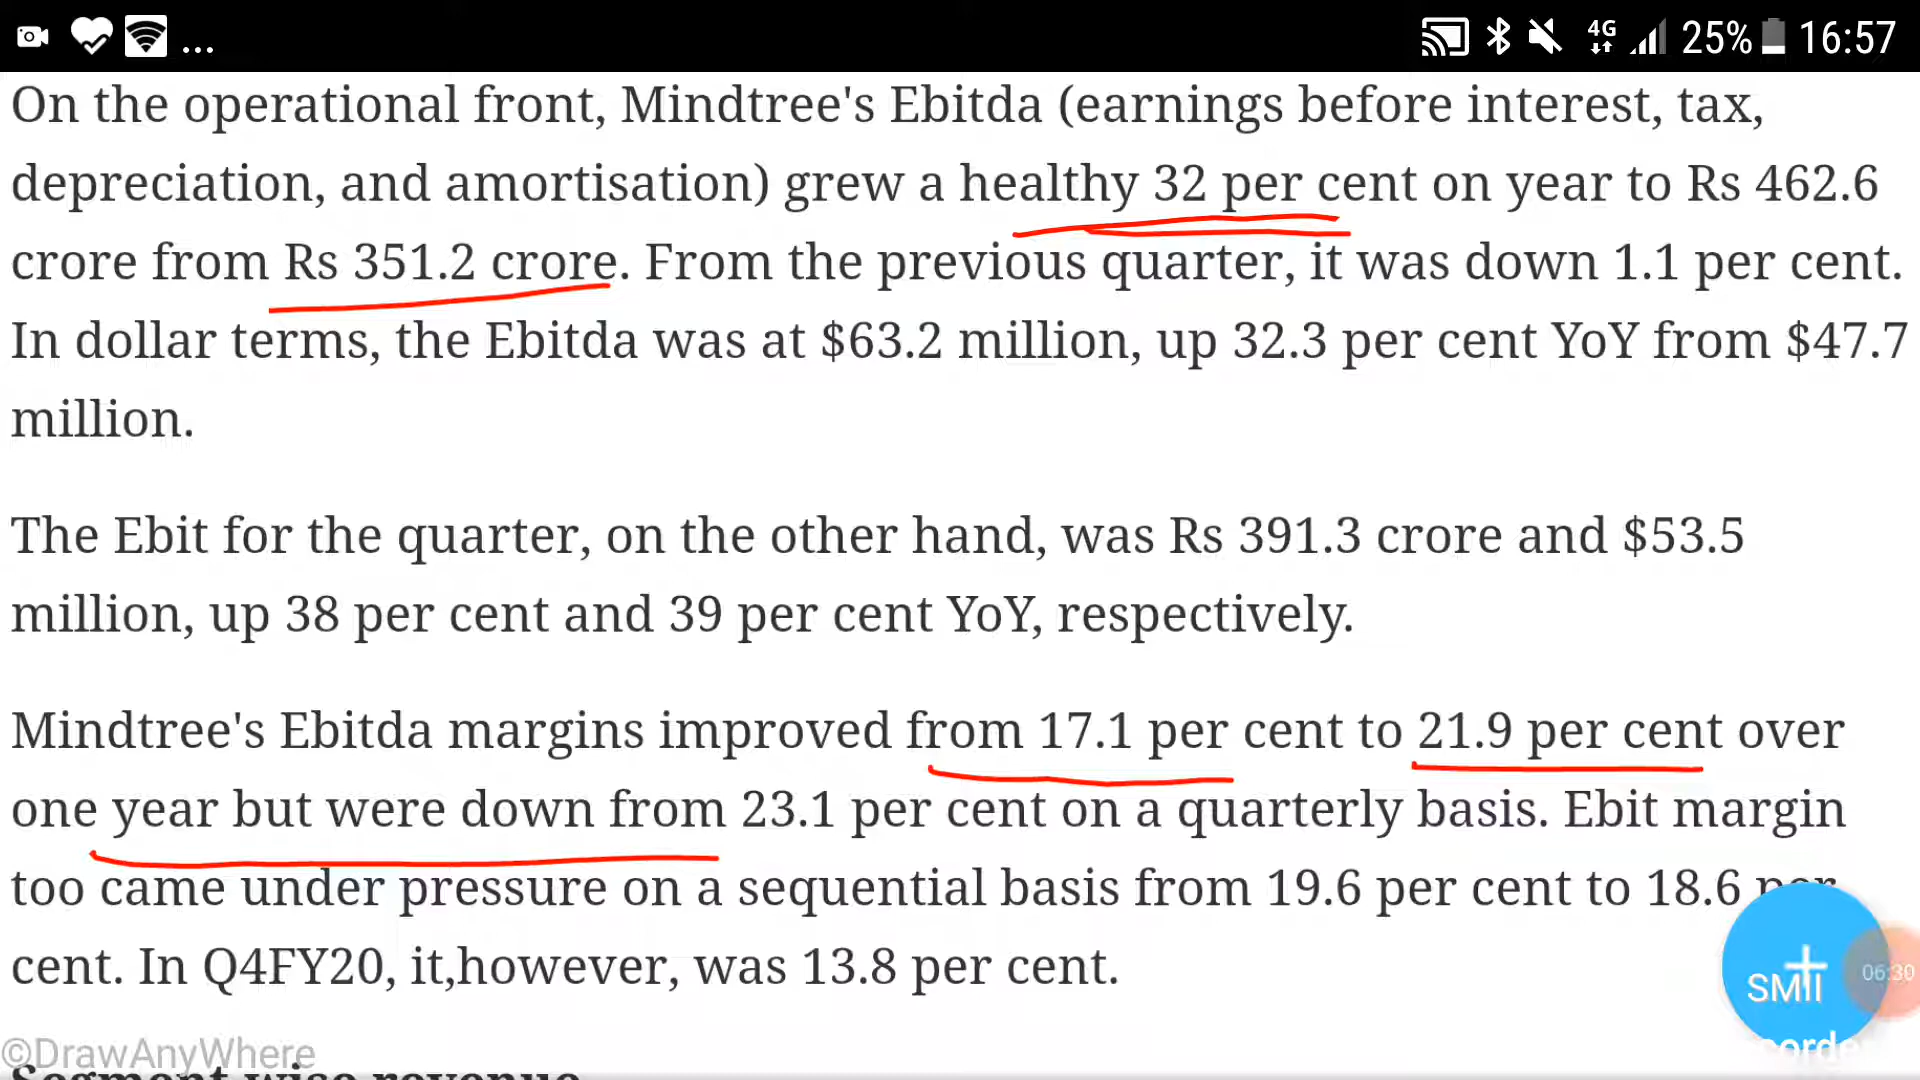 ... 4G 25% 16:57
On the operational front, Mindtree's Ebitda (earnings before interest, tax,
depreciation, and amortisation) grew a healthy 32 per cent on year to Rs 462.6
crore from Rs 351.2 crore. From the previous quarter, it was down 1.1 per cent.
In dollar terms, the Ebitda was at $63.2 million, up 32.3 per cent YoY from $47.7
million.
The Ebit for the quarter, on the other hand, was Rs 391.3 crore and $53.5
million, up 38 per cent and 39 per cent YoY, respectively.
Mindtree's Ebitda margins improved from 17.1 per cent to 21.9 per cent over
one year but were down from 23.1 per cent on a quarterly basis. Ebit margin
too came under pressure on a sequential basis from 19.6 per cent to 18.6 per
cent. In Q4FY20, it,however, was 13.8 per cent.
06:30
©DrawAnyWhere
Segment-wise revenue